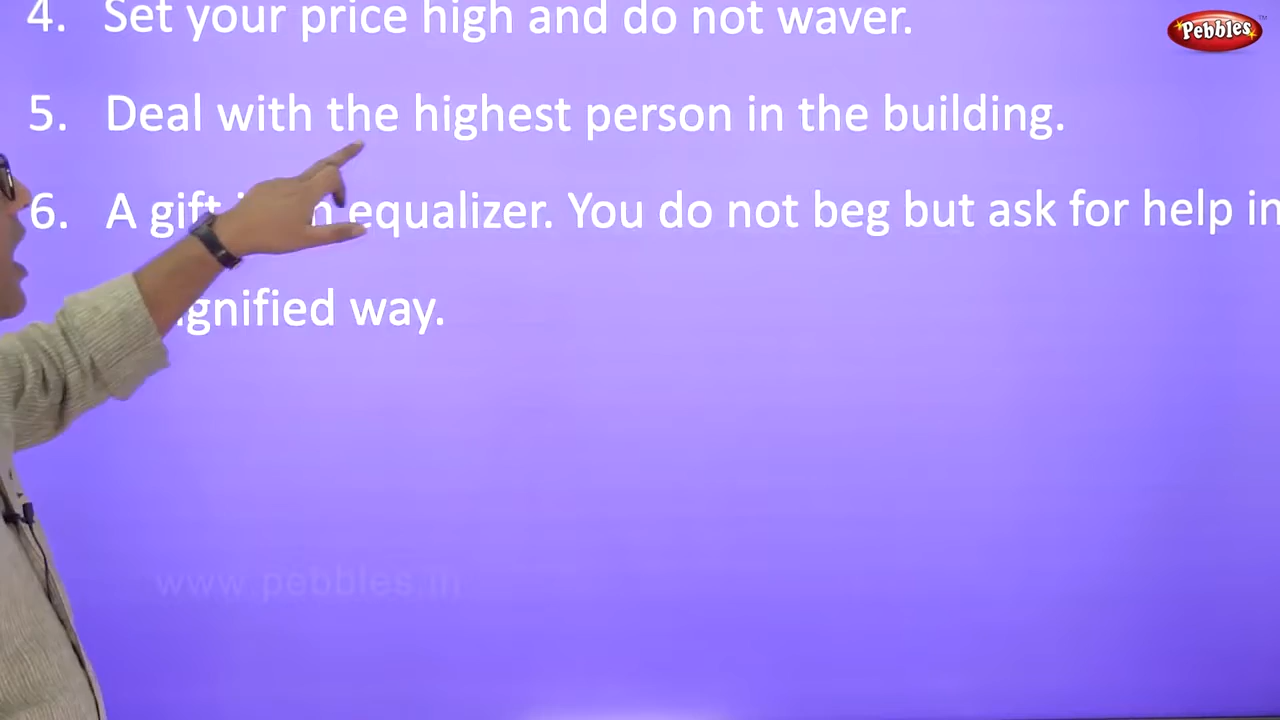 4. Set your price high and do not waver.
Pebbles
5. Deal with the highest person in the building.
6. A gift equalizer. You do not beg but ask for help in
way.
www.pebbles.in